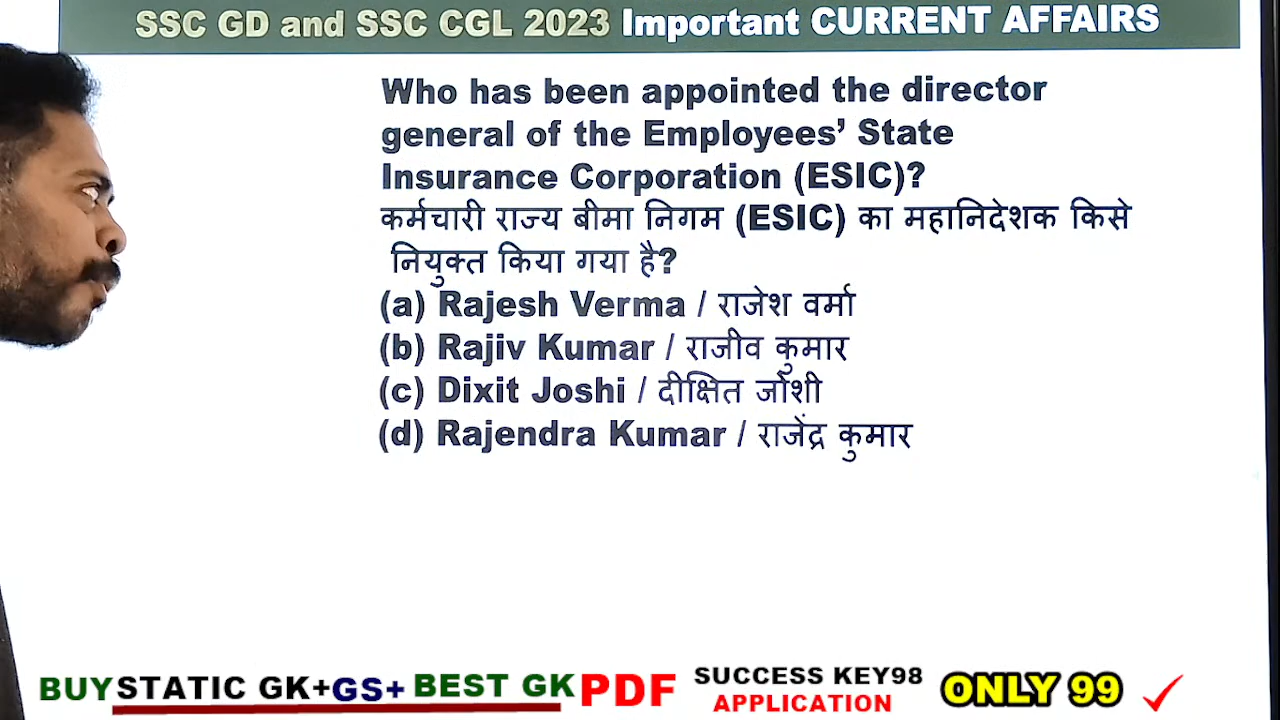 SSC GD and SSC CGL 2023 Important CURRENT AFFAIRS
Who has been appointed the director
general of the Employees’ State
Insurance Corporation (ESIC)?
कर्मचारी राज्य बीमा निगम (ESIC) का महानिदेशक किसे
नियुक्त किया गया है?
(a) Rajesh Verma / राजेश वर्मा
(b) Rajiv Kumar / राजीव कुमार
(c) Dixit Joshi / दीक्षित जोशी
(d) Rajendra Kumar / राजेंद्र कुमार
BUY STATIC GK+GS+ BEST GK PDF SUCCESS KEY98 APPLICATION ONLY 99